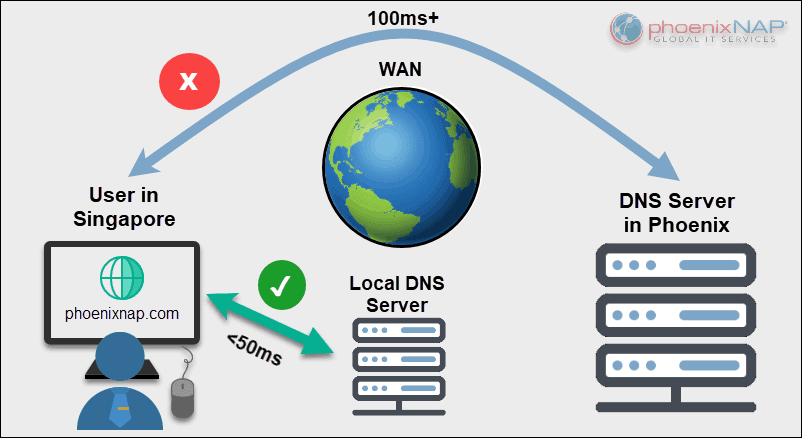 100ms+
phoenixNAP®
GLOBAL IT SERVICES
X
WAN
User in
Singapore
DNS Server
in Phoenix
phoenixnap.com
Local DNS
Server
<50ms